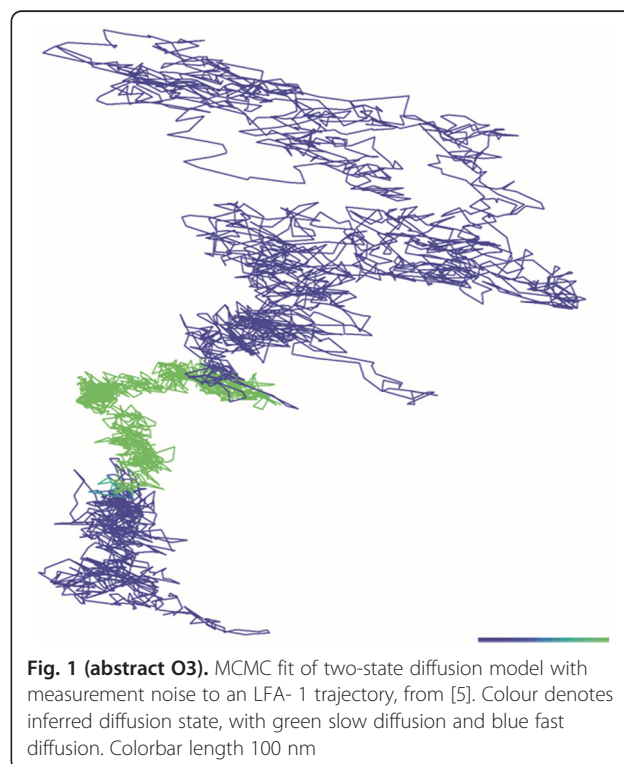 Fig. 1 (abstract O3). MCMC fit of two-state diffusion model with
measurement noise to an LFA- 1 trajectory, from [5]. Colour denotes
inferred diffusion state, with green slow diffusion and blue fast
diffusion. Colorbar length 100 nm